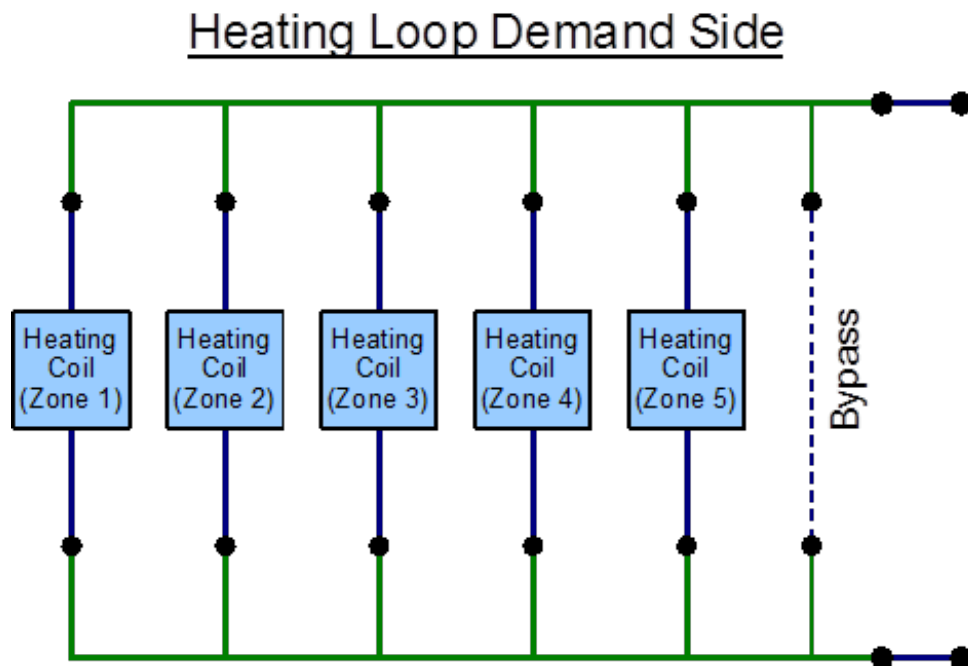 Heating Loop Demand Side
Heating
Coil
(Zone 1)
Heating
Coil
(Zone 2)
Heating
Coil
(Zone 3)
Heating
Coil
(Zone 4)
Heating
Coil
(Zone 5)
Bypass